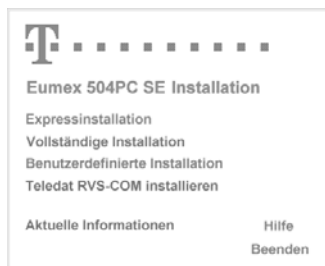 T
Eumex 504PC SE Installation
Expressinstallation
Vollständige Installation
Benutzerdefinierte Installation
Teledat RVS-COM installieren
Aktuelle Informationen
Hilfe
Beenden